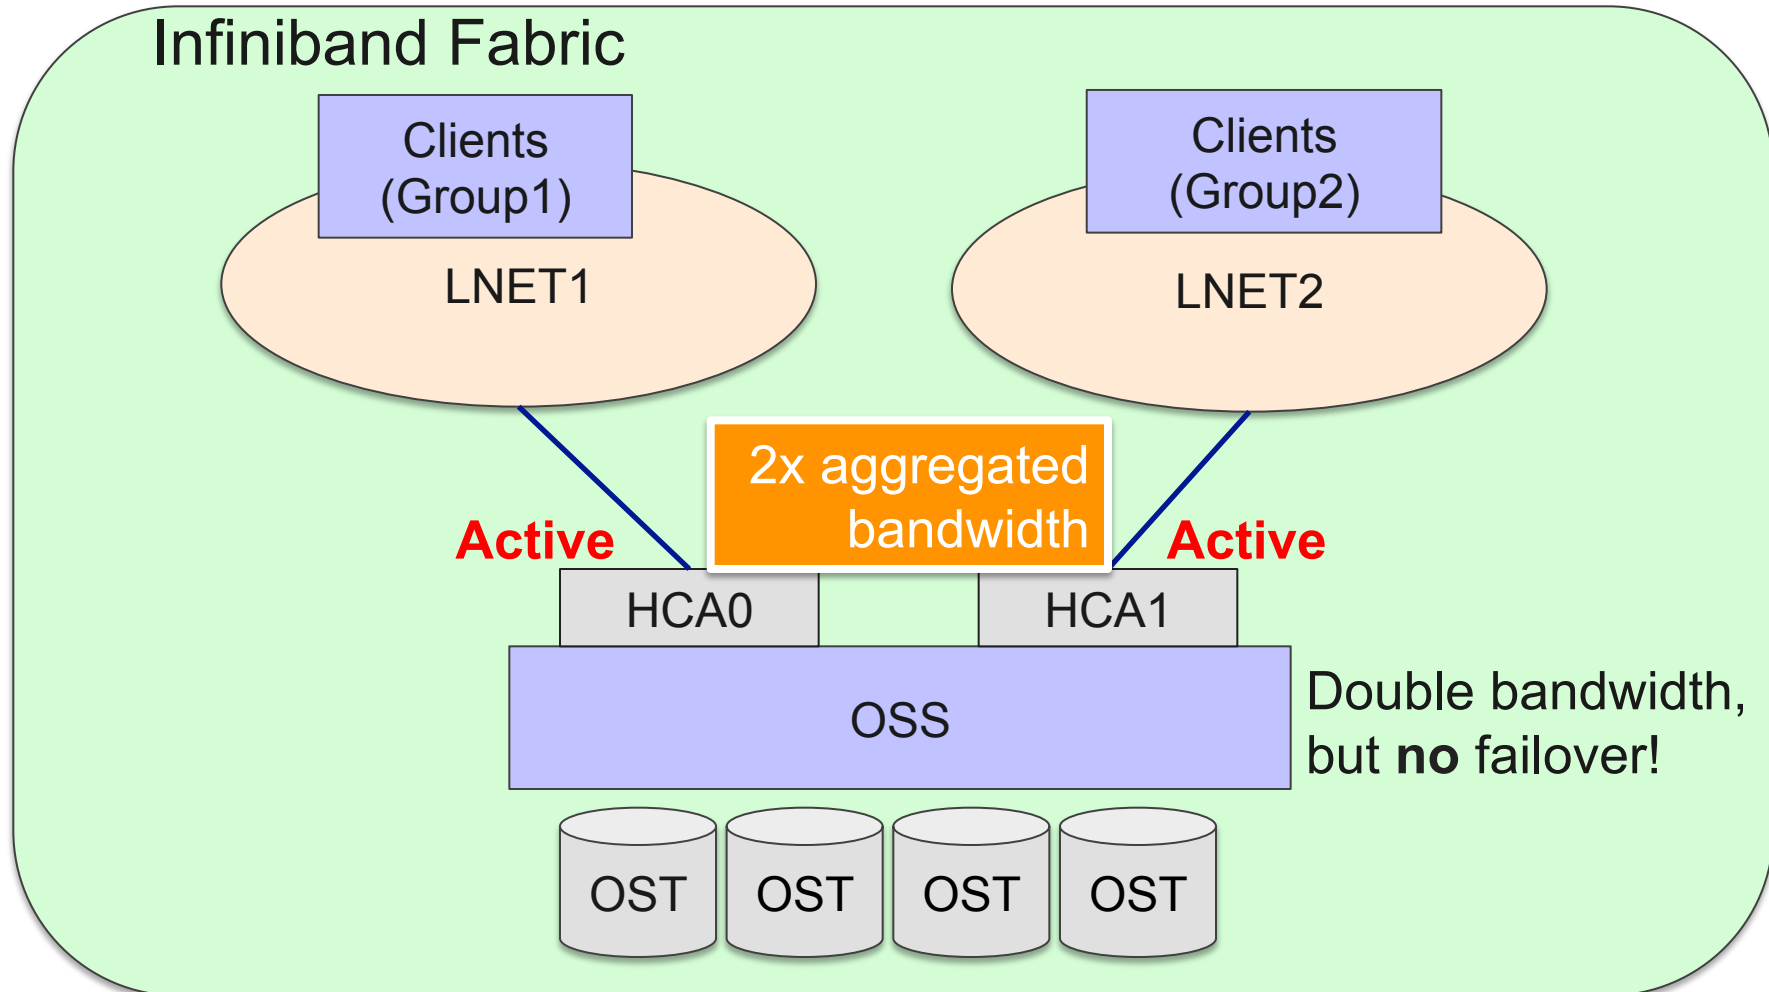 Infiniband Fabric
Clients
(Group1)
Clients
(Group2)
LNET1
LNET2
2x aggregated
bandwidth
Active
Active
HCA0
HCA1
OSS
Double bandwidth,
but no failover!
OST
OST
OST
OST